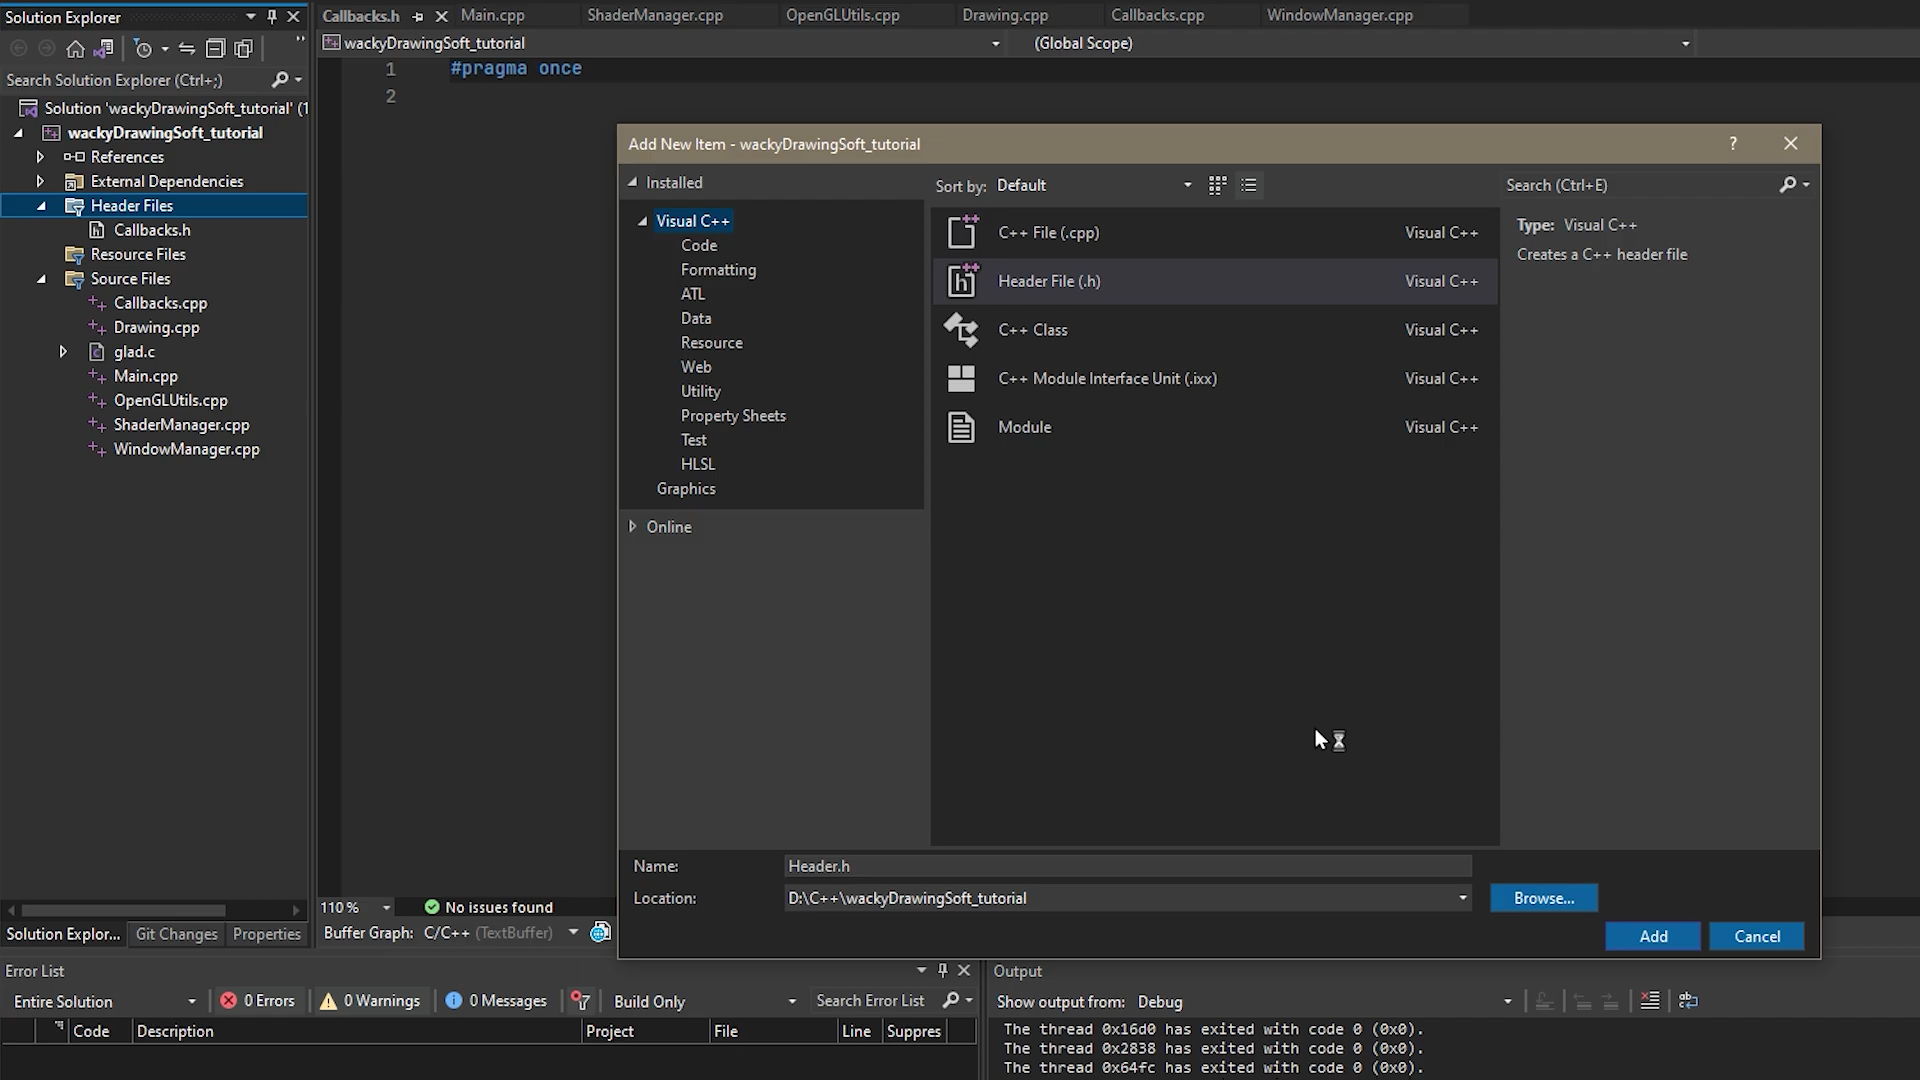 Solution Explorer
Search Solution Explorer (Ctrl+;)
Solution 'wackyDrawingSoft_tutorial' (1
wackyDrawingSoft_tutorial
References
External Dependencies
Header Files
Callbacks.h
Resource Files
Source Files
Callbacks.cpp
Drawing.cpp
glad.c
Main.cpp
OpenGLUtils.cpp
ShaderManager.cpp
WindowManager.cpp
Solution Explor...
Git Changes
Properties
Callbacks.h
Main.cpp
ShaderManager.cpp
OpenGLUtils.cpp
Drawing.cpp
Callbacks.cpp
WindowManager.cpp
wackyDrawingSoft_tutorial
(Global Scope)
1 #pragma once
2
110 %
No issues found
Buffer Graph: C/C++ (TextBuffer)
Add New Item - wackyDrawingSoft_tutorial
?
Installed
Visual C++
Code
Formatting
ATL
Data
Resource
Web
Utility
Property Sheets
Test
HLSL
Graphics
Online
Sort by: Default
C++ File (.cpp) Visual C++
Header File (.h) Visual C++
C++ Class Visual C++
C++ Module Interface Unit (.ixx) Visual C++
Module Visual C++
Search (Ctrl+E)
Type: Visual C++
Creates a C++ header file
Name: Header.h
Location: D:\C++\wackyDrawingSoft_tutorial
Browse...
Add
Cancel
Error List
Entire Solution
0 Errors
0 Warnings
0 Messages
Build Only
Search Error List
Code
Description
Project
File
Line
Suppres
Output
Show output from: Debug
The thread 0x16d0 has exited with code 0 (0x0).
The thread 0x2838 has exited with code 0 (0x0).
The thread 0x64fc has exited with code 0 (0x0).